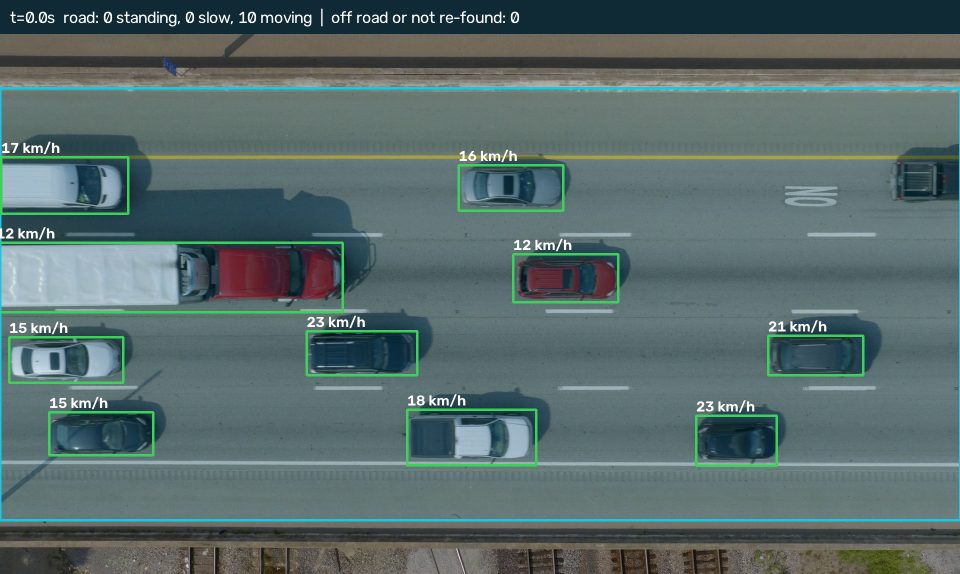 t=0.0s road: 0 standing, 0 slow, 10 moving | off road or not re-found: 0
17 km/h
16 km/h
NO
12 km/h
12 km/h
15 km/h
23 km/h
21 km/h
15 km/h
18 km/h
23 km/h